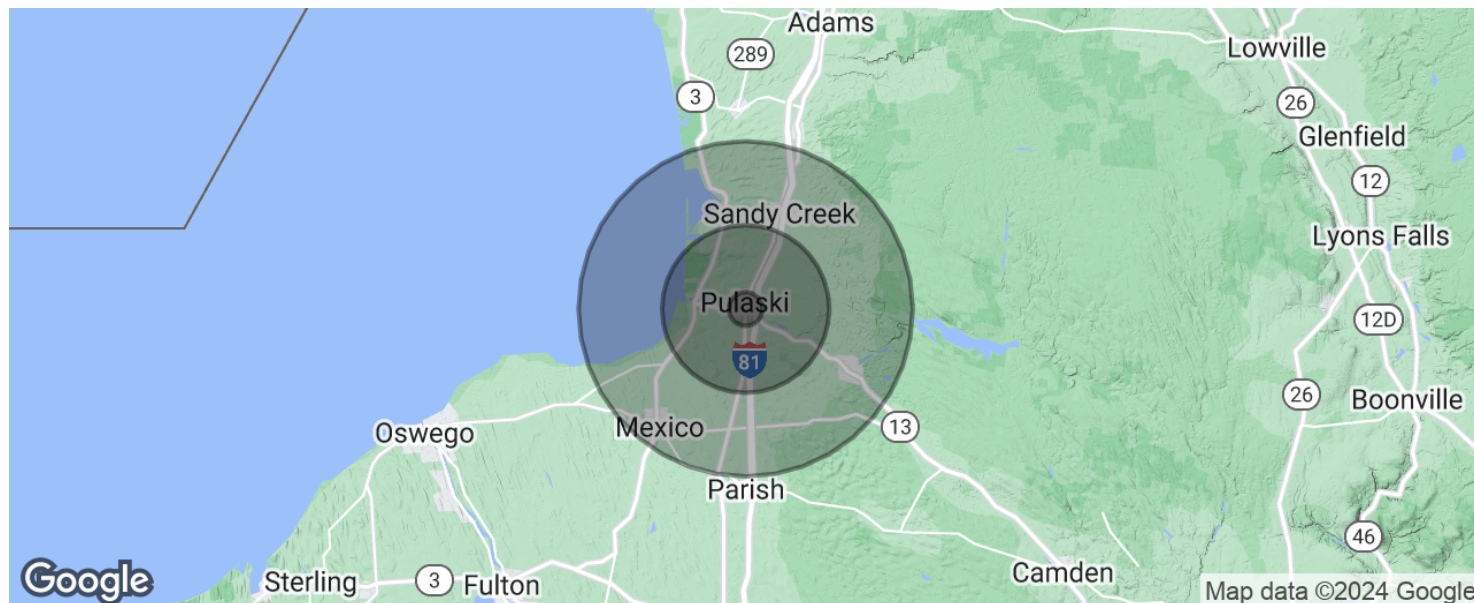 Adams
289
Lowville
3
26
Glenfield
12
Sandy Creek
Lyons Falls
Pulaski
12D
81
26
Boonville
Mexico
13
Oswego
Parish
46
Camden
Google
Sterling
3
Fulton
Map data ©2024 Google